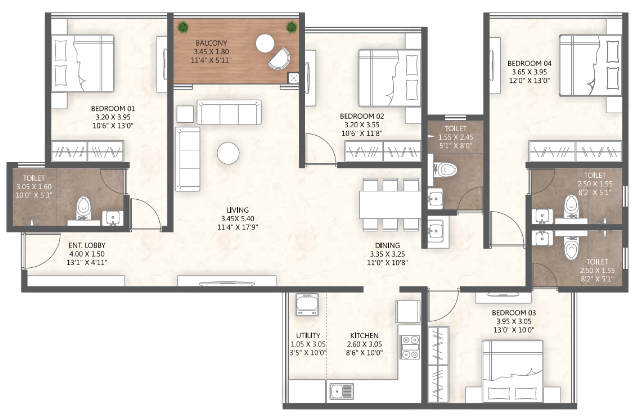 BALCONY
3.45 X 1.80
11'4" X 5'11'
BEDROOM 01
3.20 X 3.95
10'6" X 13'0"
BEDROOM 02
3.20 X 3.55
10'6" X 11'8"
BEDROOM 04
3.65 X 3.95
12'0" X 13'0"
TOILET
1.55 X 2.45
5'1" X 8'0"
TOILET
3.05 X 1.60
10'0" X 5'3"
TOILET
2.50 X 1.55
8'2" X 5'1"
LIVING
3.45X 5.40
11'4" X 17'9"
ENT. LOBBY
4.00 X 1.50
13'1" X 4'11"
DINING
3.35 X 3.25
11'0" X 10'8"
TOILET
2.50 X 1.55
8'2" X 5'1"
BEDROOM 03
3.95 X 3.05
13'0" X 10'0"
UTILITY
1.05 X 3.05
3'5" X 10'0"
KITCHEN
2.60 X 3.05
8'6" X 10'0"